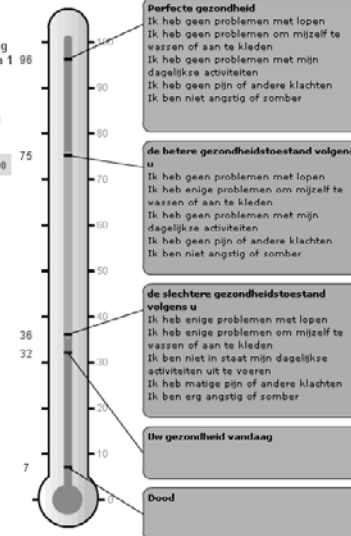 g
n 1 96
75
00
36
32
7
100
90
80
70
60
50
40
30
20
10
0
Perfecte gezondheid
Ik heb geen problemen met lopen
Ik heb geen problemen om mijzelf te
wassen of aan te kleden
Ik heb geen problemen met mijn
dagelijkse activiteiten
Ik heb geen pijn of andere klachten
Ik ben niet angstig of somber
de betere gezondheidstoestand volgens
u
Ik heb geen problemen met lopen
Ik heb enige problemen om mijzelf te
wassen of aan te kleden
Ik heb geen problemen met mijn
dagelijkse activiteiten
Ik heb geen pijn of andere klachten
Ik ben niet angstig of somber
de slechtere gezondheidstoestand
volgens u
Ik heb enige problemen met lopen
Ik heb enige problemen om mijzelf te
wassen of aan te kleden
Ik ben niet in staat mijn dagelijkse
activiteiten uit te voeren
Ik heb matige pijn of andere klachten
Ik ben erg angstig of somber
Uw gezondheid vandaag
Dood